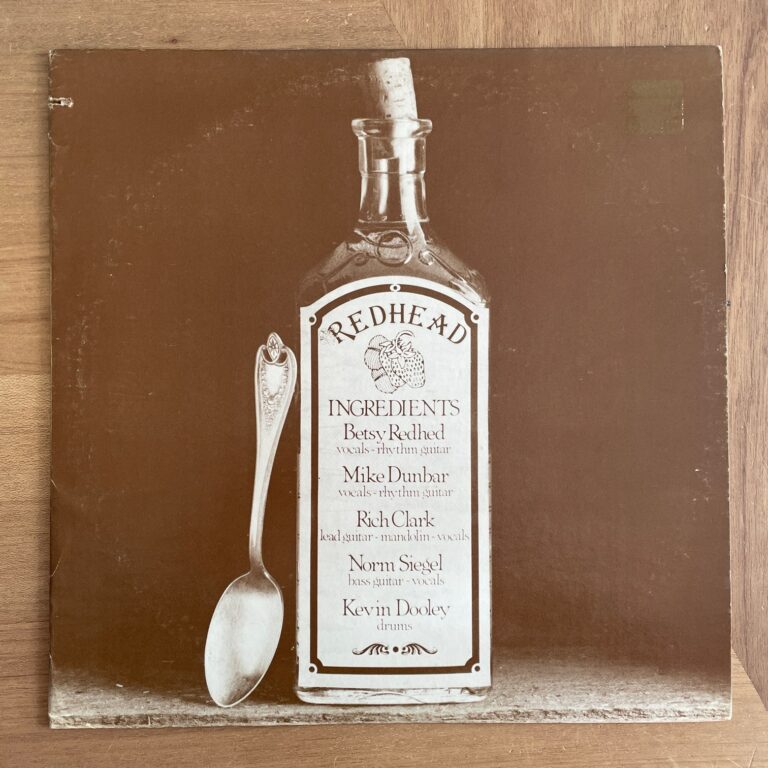 REDHEAD
INGREDIENTS
Betsy Redhed
vocals - rhythm guitar
Mike Dunbar
vocals - rhythm guitar
Rich Clark
lead guitar - mandolin - vocals
Norm Siegel
bass guitar - vocals
Kevin Dooley
drums